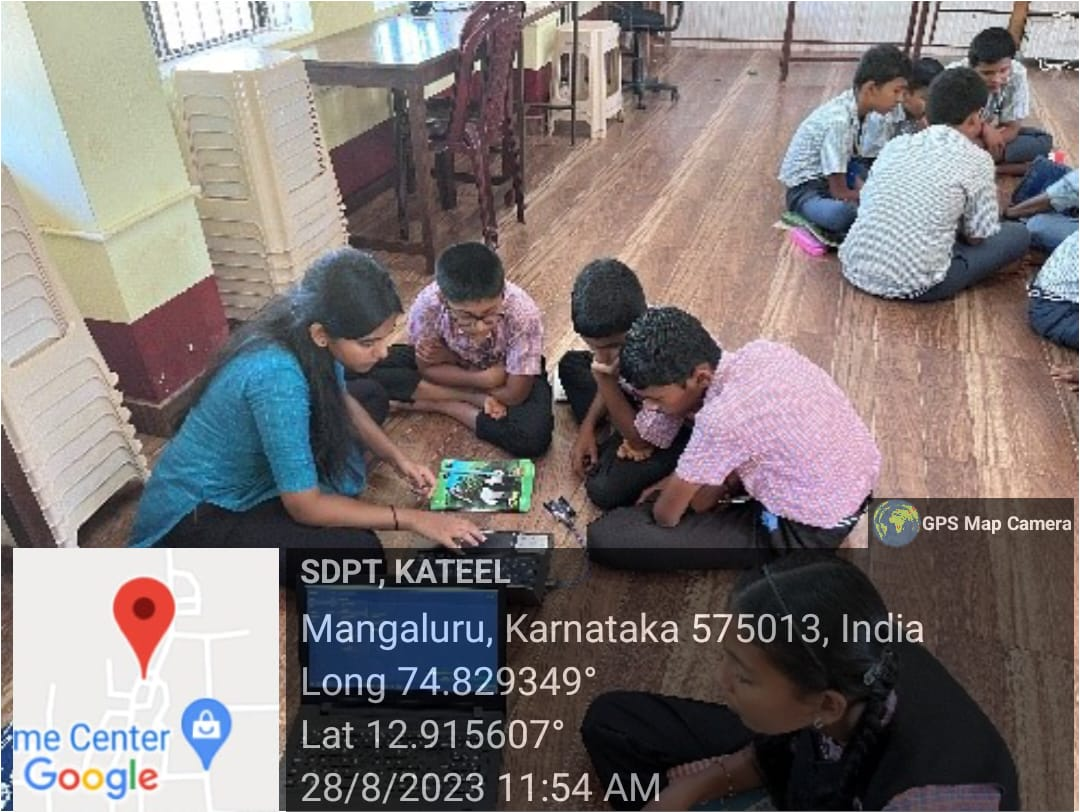 GPS Map Camera
SDPT, KATEEL
Mangaluru, Karnataka 575013, India
Long 74.829349°
Lat 12.915607°
28/8/2023 11:54 AM
me Center
Google